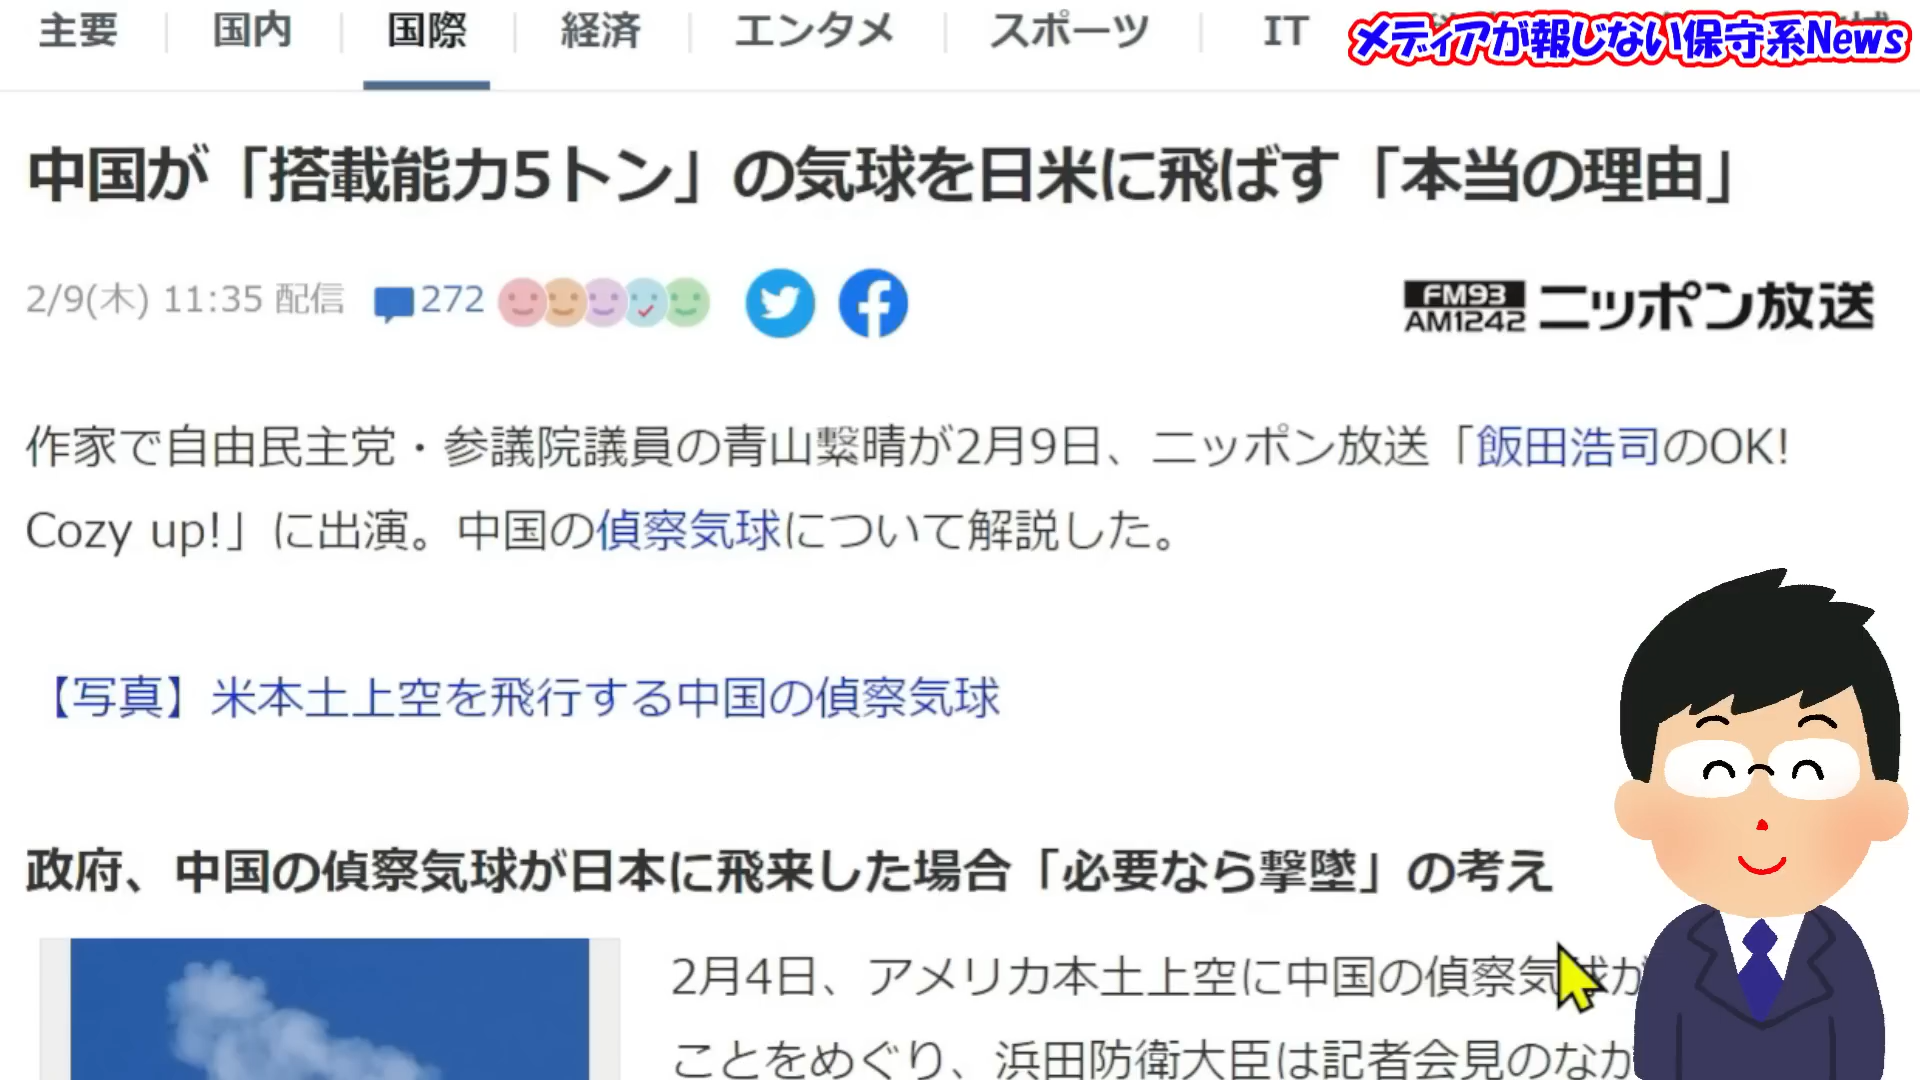 主要 国内 国際 経済 エンタメ スポーツ IT
メディアが報じない保守系News
中国が「搭載能力5トン」の気球を日米に飛ばす「本当の理由」
2/9(木) 11:35 配信 272
FM93 AM1242 ニッポン放送
作家で自由民主党・参議院議員の青山繫晴が2月9日、ニッポン放送「飯田浩司のOK!
Cozy up!」に出演。中国の偵察気球について解説した。
【写真】米本土上空を飛行する中国の偵察気球
政府、中国の偵察気球が日本に飛来した場合「必要なら撃墜」の考え
2月4日、アメリカ本土上空に中国の偵察気球が
ことをめぐり、浜田防衛大臣は記者会見のなか